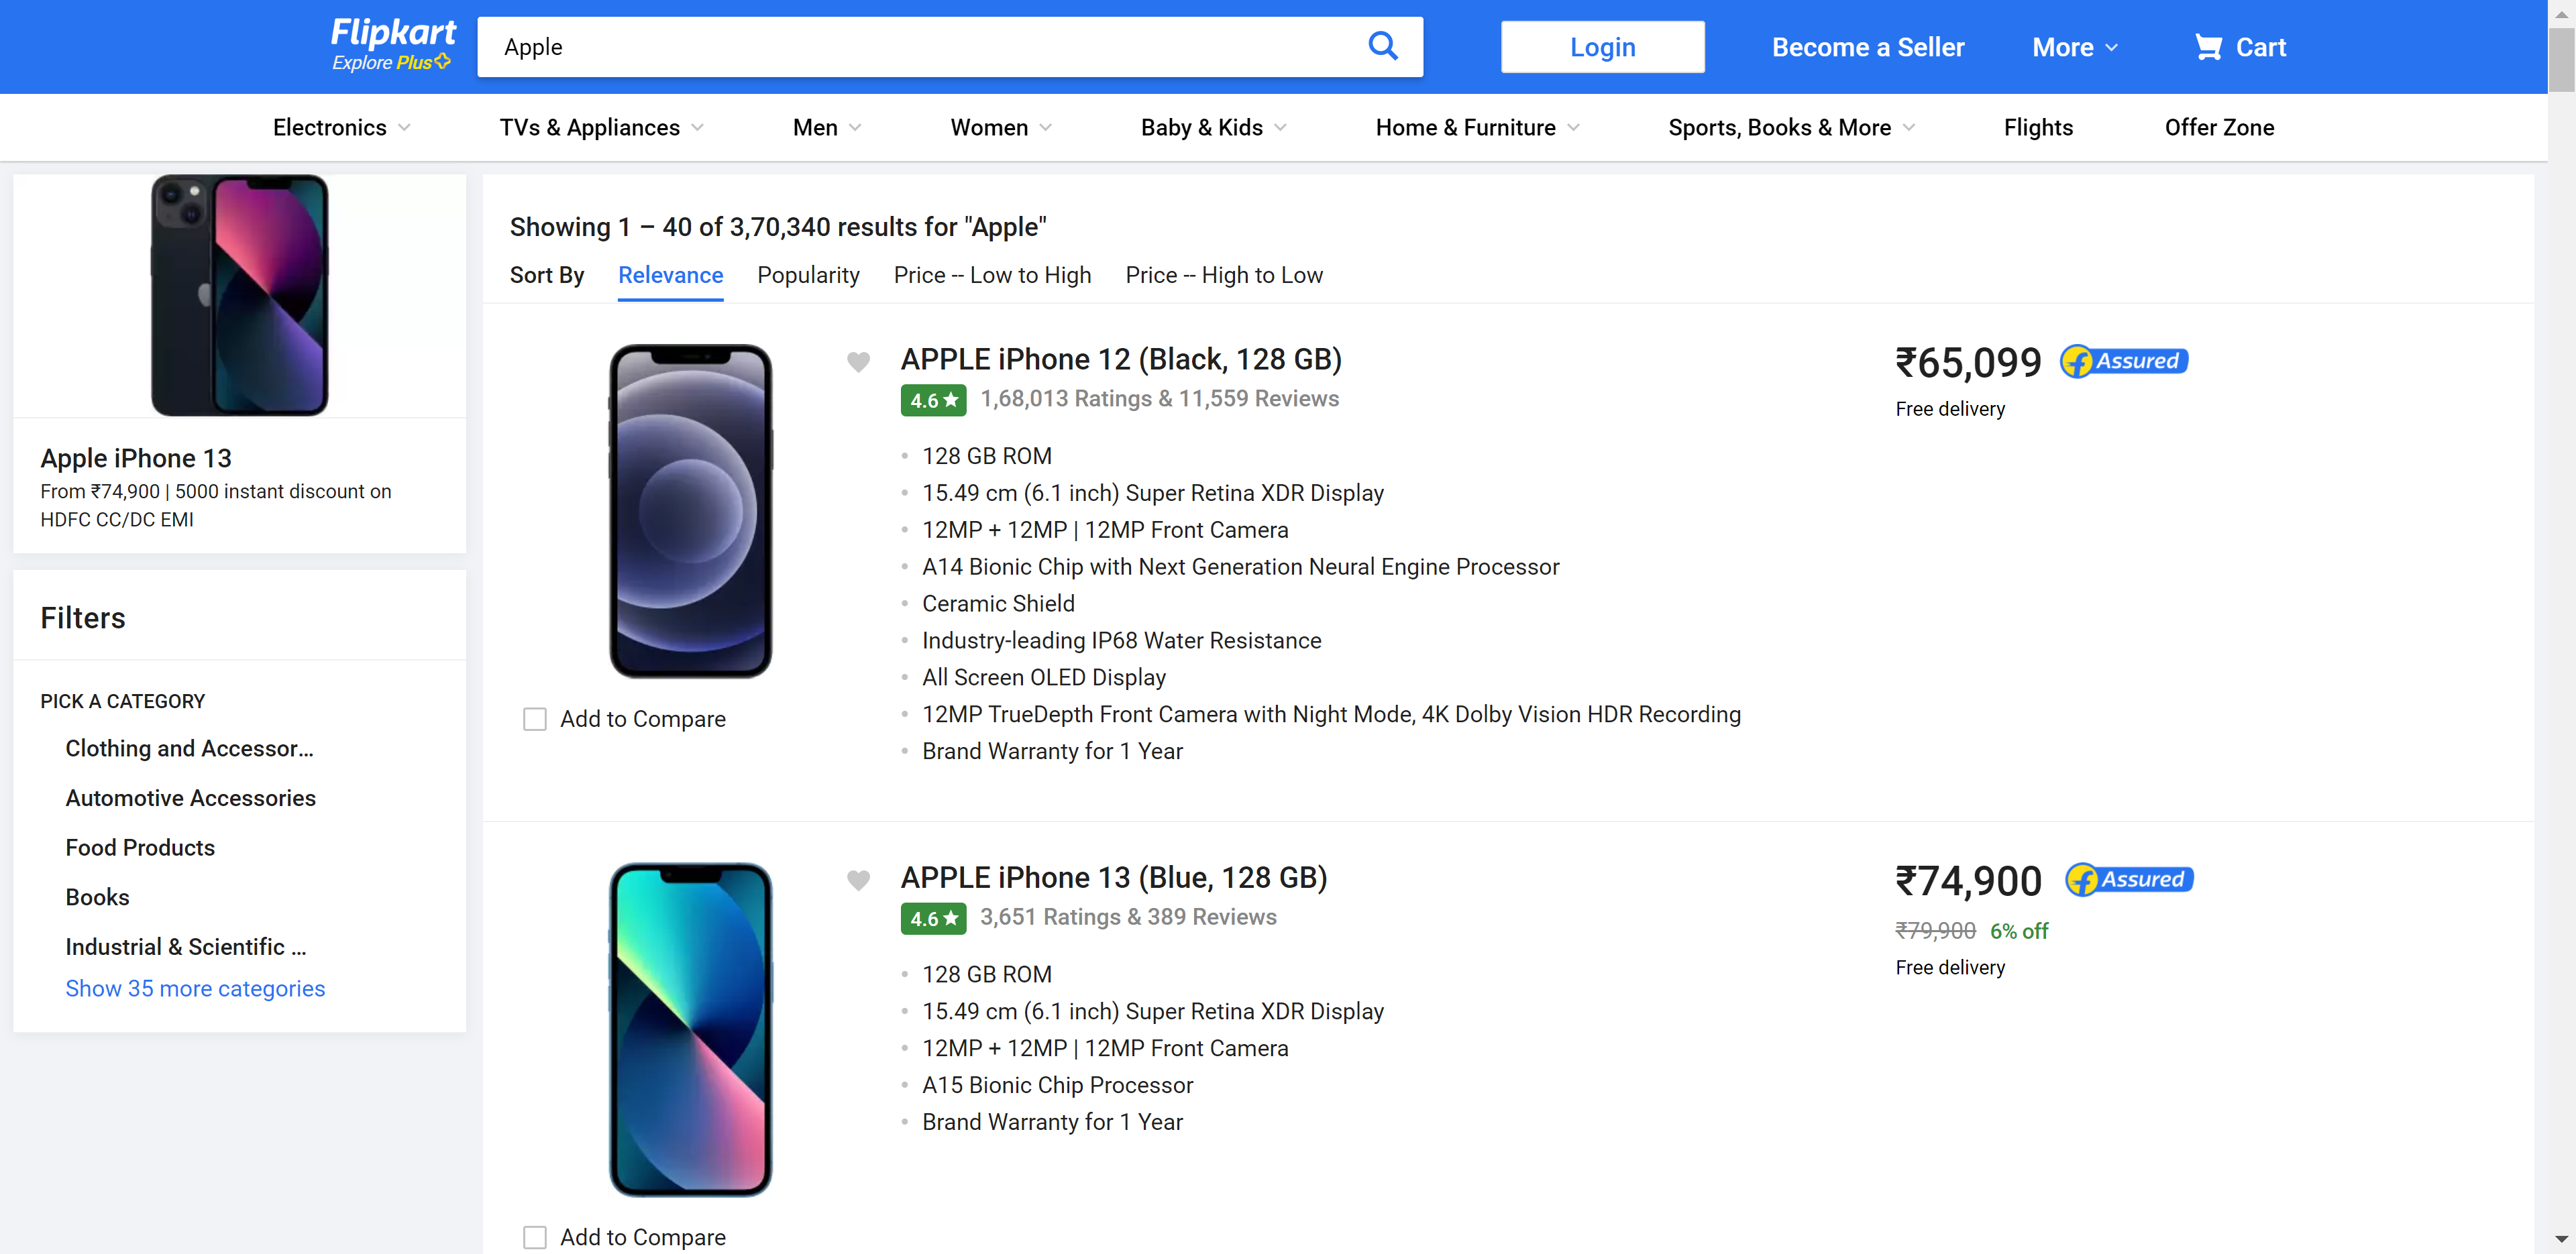 Flipkart
Explore Plus
Apple
Login
Become a Seller
More
Cart
Electronics
TVs & Appliances
Men
Women
Baby & Kids
Home & Furniture
Sports, Books & More
Flights
Offer Zone
Apple iPhone 13
From ₹74,900 | 5000 instant discount on
HDFC CC/DC EMI
Filters
PICK A CATEGORY
Clothing and Accessor...
Automotive Accessories
Food Products
Books
Industrial & Scientific ...
Show 35 more categories
Showing 1 – 40 of 3,70,340 results for "Apple"
Sort By
Relevance
Popularity
Price -- Low to High
Price -- High to Low
APPLE iPhone 12 (Black, 128 GB)
4.6 ★ 1,68,013 Ratings & 11,559 Reviews
128 GB ROM
15.49 cm (6.1 inch) Super Retina XDR Display
12MP + 12MP | 12MP Front Camera
A14 Bionic Chip with Next Generation Neural Engine Processor
Ceramic Shield
Industry-leading IP68 Water Resistance
All Screen OLED Display
12MP TrueDepth Front Camera with Night Mode, 4K Dolby Vision HDR Recording
Brand Warranty for 1 Year
₹65,099
f Assured
Free delivery
Add to Compare
APPLE iPhone 13 (Blue, 128 GB)
4.6 ★ 3,651 Ratings & 389 Reviews
128 GB ROM
15.49 cm (6.1 inch) Super Retina XDR Display
12MP + 12MP | 12MP Front Camera
A15 Bionic Chip Processor
Brand Warranty for 1 Year
₹74,900
f Assured
₹79,900 6% off
Free delivery
Add to Compare